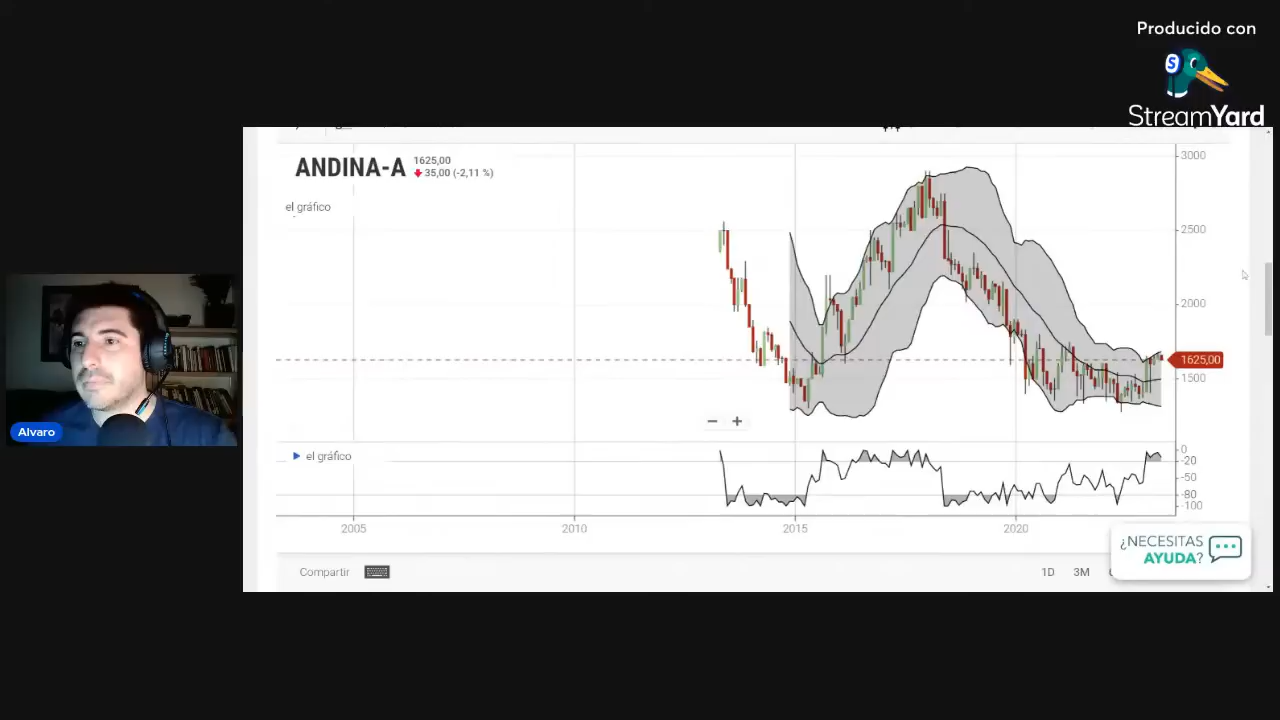 Producido con
StreamYard
ANDINA-A
1625,00
35,00 (-2,11 %)
el gráfico
3000
2500
2000
1625,00
1500
el gráfico
0
-20
-50
-80
-100
2005
2010
2015
2020
Alvaro
¿NECESITAS
AYUDA?
Compartir
1D
3M